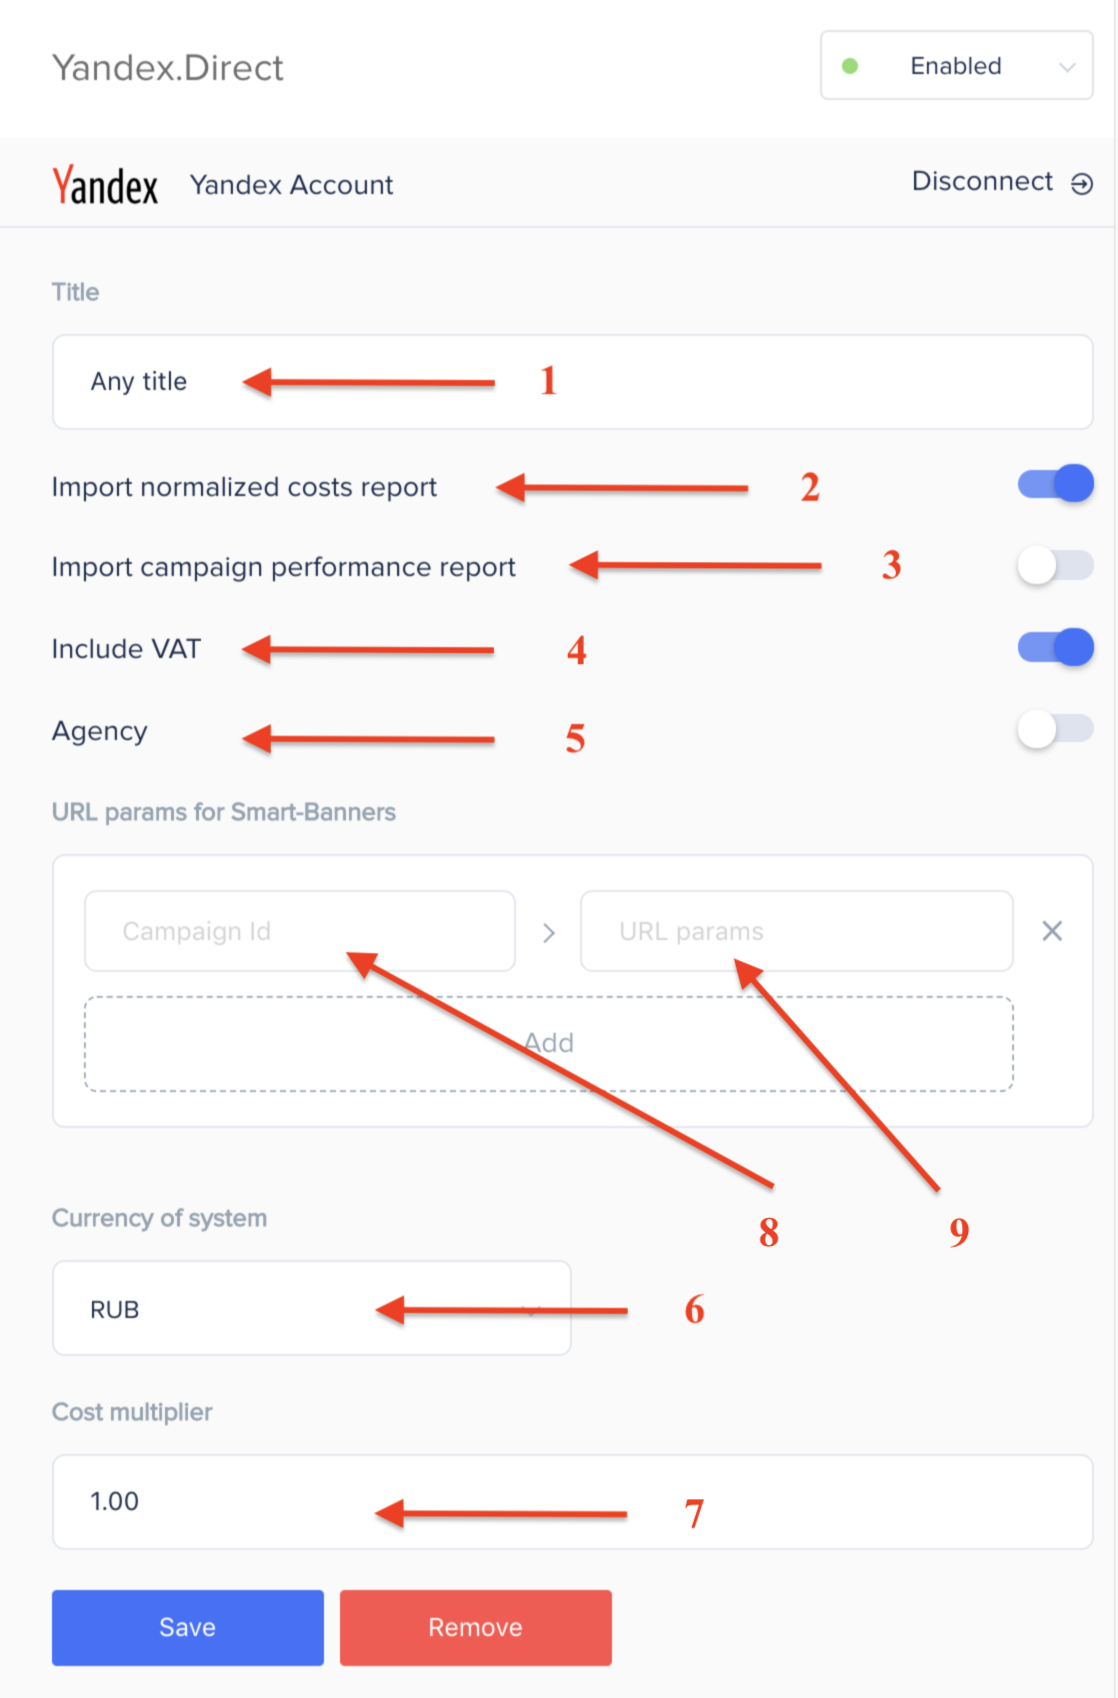 Yandex.Direct
Enabled
Yandex Yandex Account Disconnect
Title
Any title 1
Import normalized costs report 2
Import campaign performance report 3
Include VAT 4
Agency 5
URL params for Smart-Banners
Campaign Id > URL params
Add
8 9
Currency of system
RUB 6
Cost multiplier
1.00 7
Save Remove